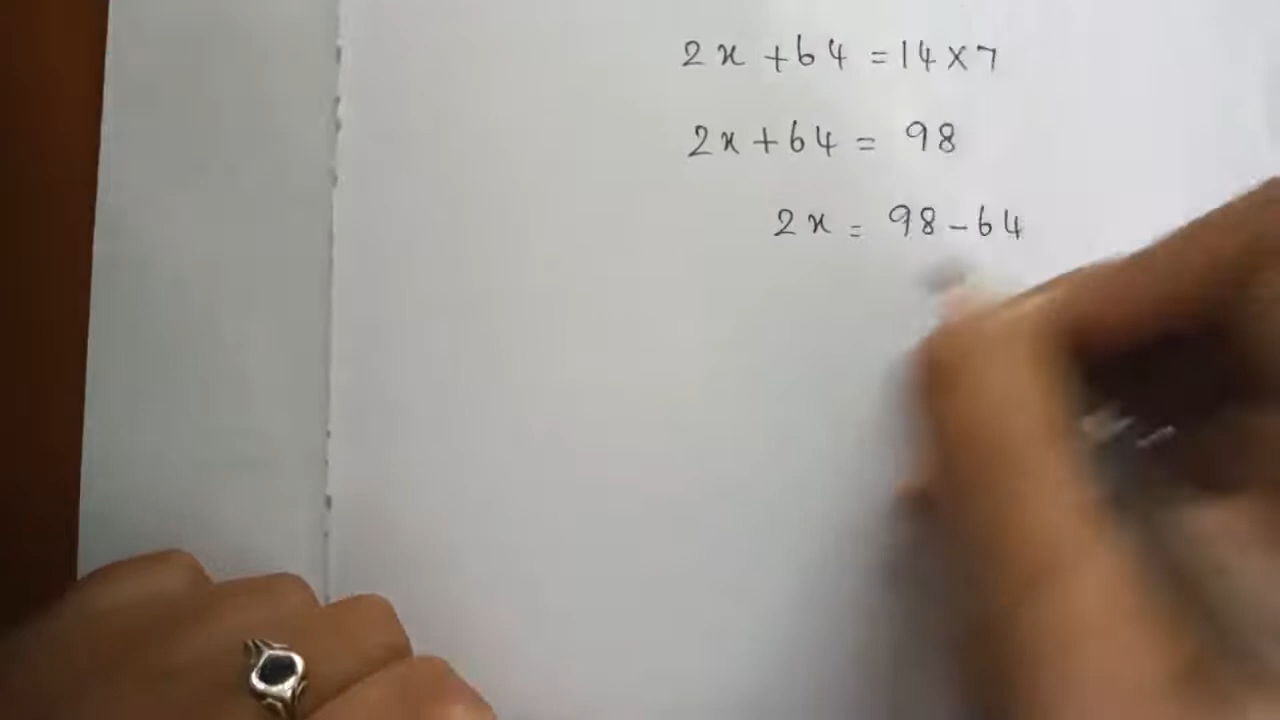 2x + 64 = 14 × 7
2x + 64 = 98
2x = 98 - 64